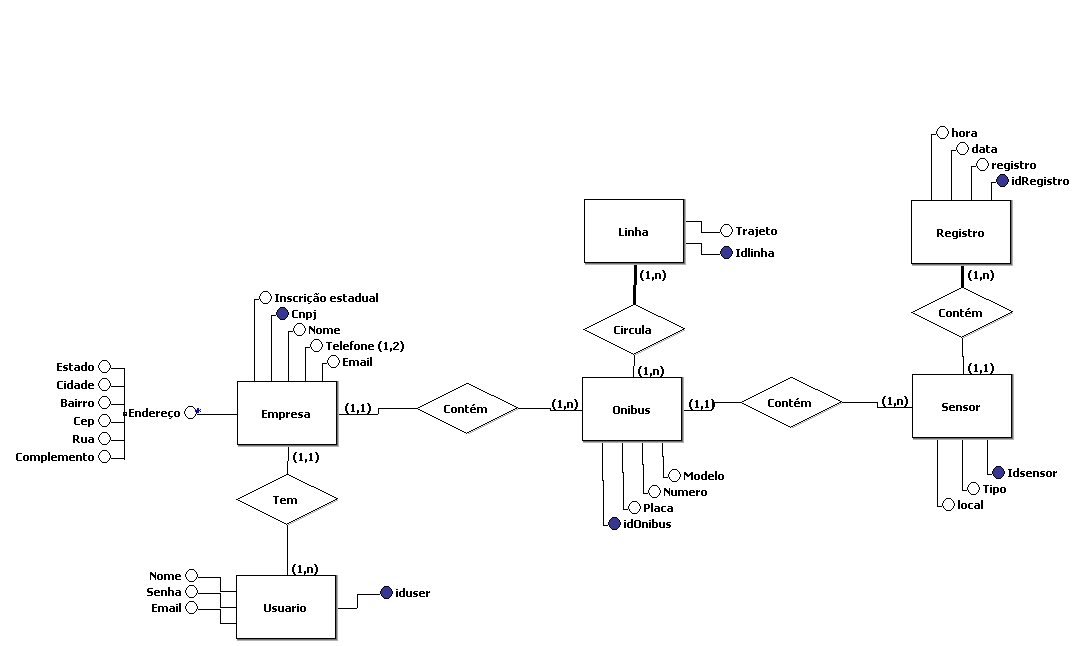 hora
data
registro
idRegistro
Linha
Trajeto
Idlinha
Registro
(1,n)
(1,n)
Inscrição estadual
Cnpj
Nome
Telefone (1,2)
Email
Circula
Contém
Estado
Cidade
Bairro
Cep
Rua
Complemento
Endereço
*
Empresa
(1,1)
Contém
(1,n)
(1,n)
Onibus
(1,1)
Contém
(1,n)
(1,1)
Sensor
(1,1)
Modelo
Numero
Placa
idOnibus
Idsensor
Tipo
local
Tem
(1,n)
Nome
Senha
Email
Usuario
iduser